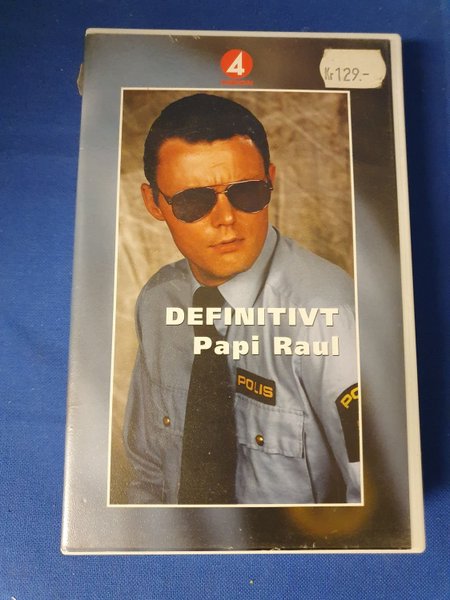 4
Kr 129.-
DEFINITIVT
Papi Raul
POLIS
PO